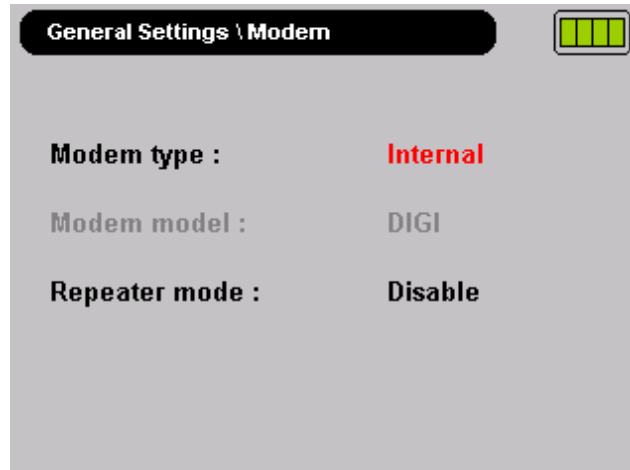 General Settings \ Modem
Modem type : Internal
Modem model : DIGI
Repeater mode : Disable